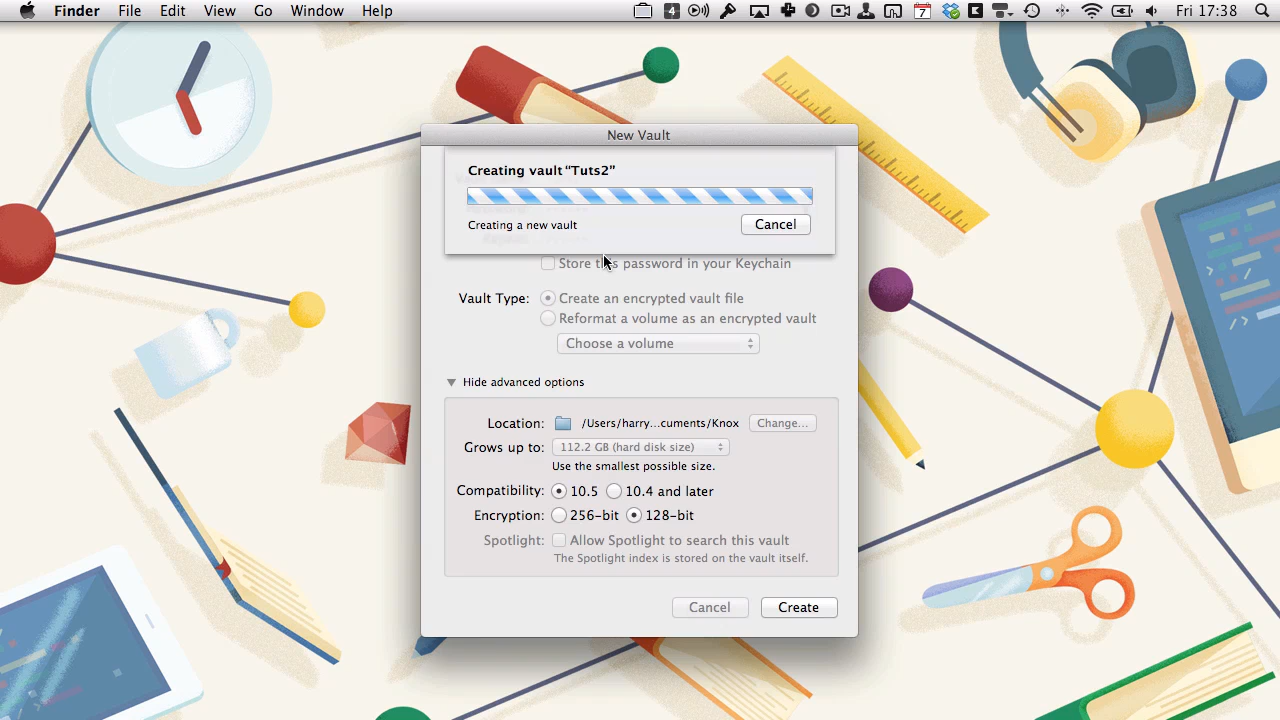 Finder File Edit View Go Window Help 4 7 Fri 17:38
New Vault
Creating vault “Tuts2”
Creating a new vault Cancel
Store this password in your Keychain
Vault Type: Create an encrypted vault file
Reformat a volume as an encrypted vault
Choose a volume
Hide advanced options
Location: /Users/harry...cuments/Knox Change...
Grows up to: 112.2 GB (hard disk size)
Use the smallest possible size.
Compatibility: 10.5 10.4 and later
Encryption: 256-bit 128-bit
Spotlight: Allow Spotlight to search this vault
The Spotlight index is stored on the vault itself.
Cancel Create